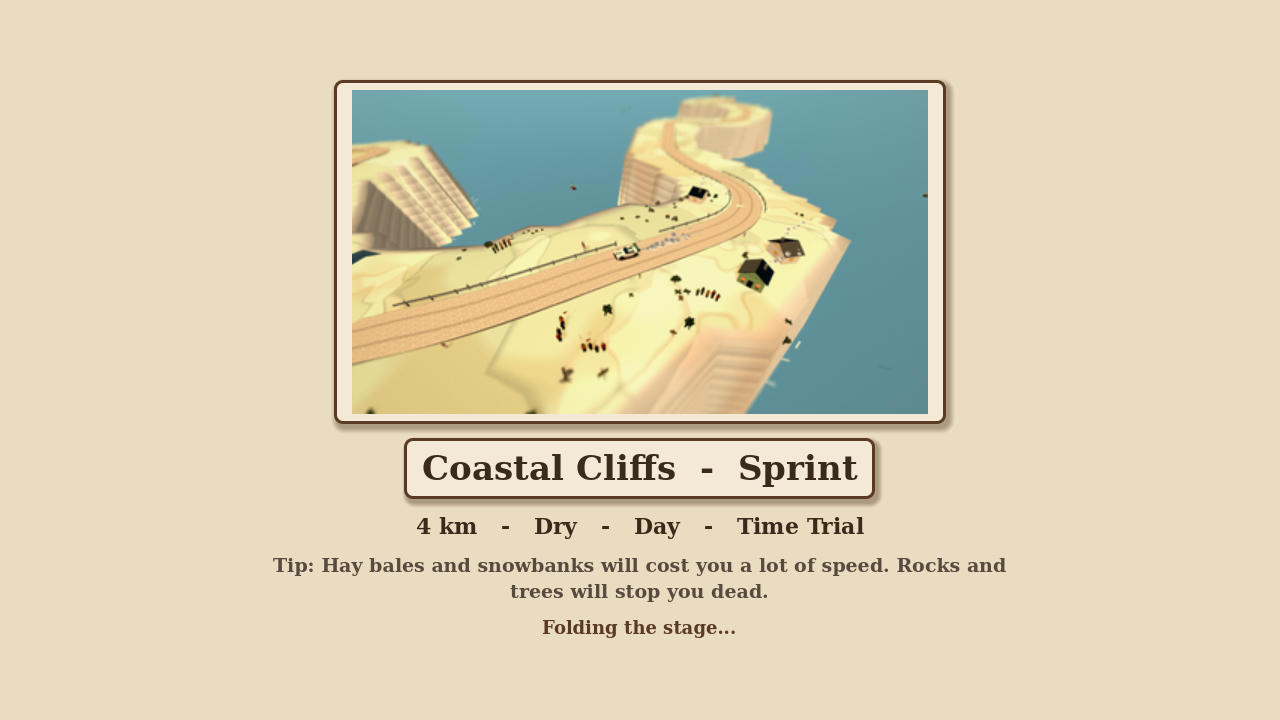 Coastal Cliffs - Sprint
4 km - Dry - Day - Time Trial
Tip: Hay bales and snowbanks will cost you a lot of speed. Rocks and
trees will stop you dead.
Folding the stage...